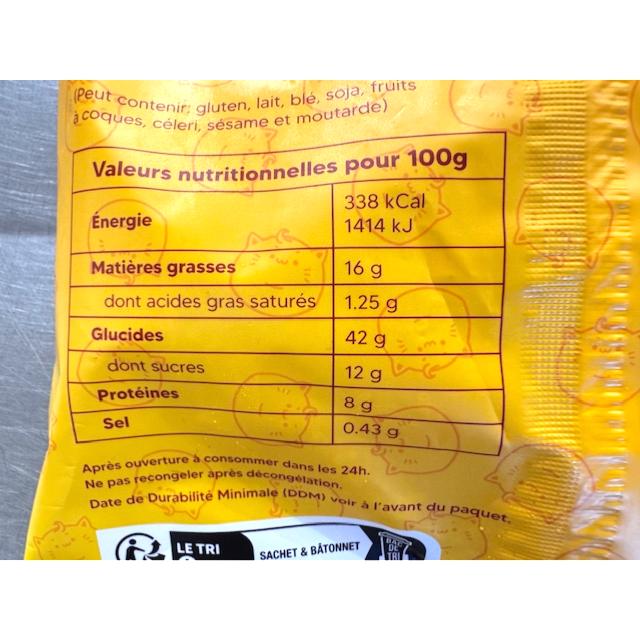 (Peut contenir: gluten, lait, blé, soja, fruits
à coques, céleri, sésame et moutarde)
Valeurs nutritionnelles pour 100g
Énergie 338 kCal
1414 kJ
Matières grasses 16 g
dont acides gras saturés 1.25 g
Glucides 42 g
dont sucres 12 g
Protéines 8 g
Sel 0.43 g
Après ouverture à consommer dans les 24h.
Ne pas recongeler après décongélation.
Date de Durabilité Minimale (DDM) voir à l'avant du paquet.
LE TRI
SACHET & BÂTONNET
BAC
DE
TRI